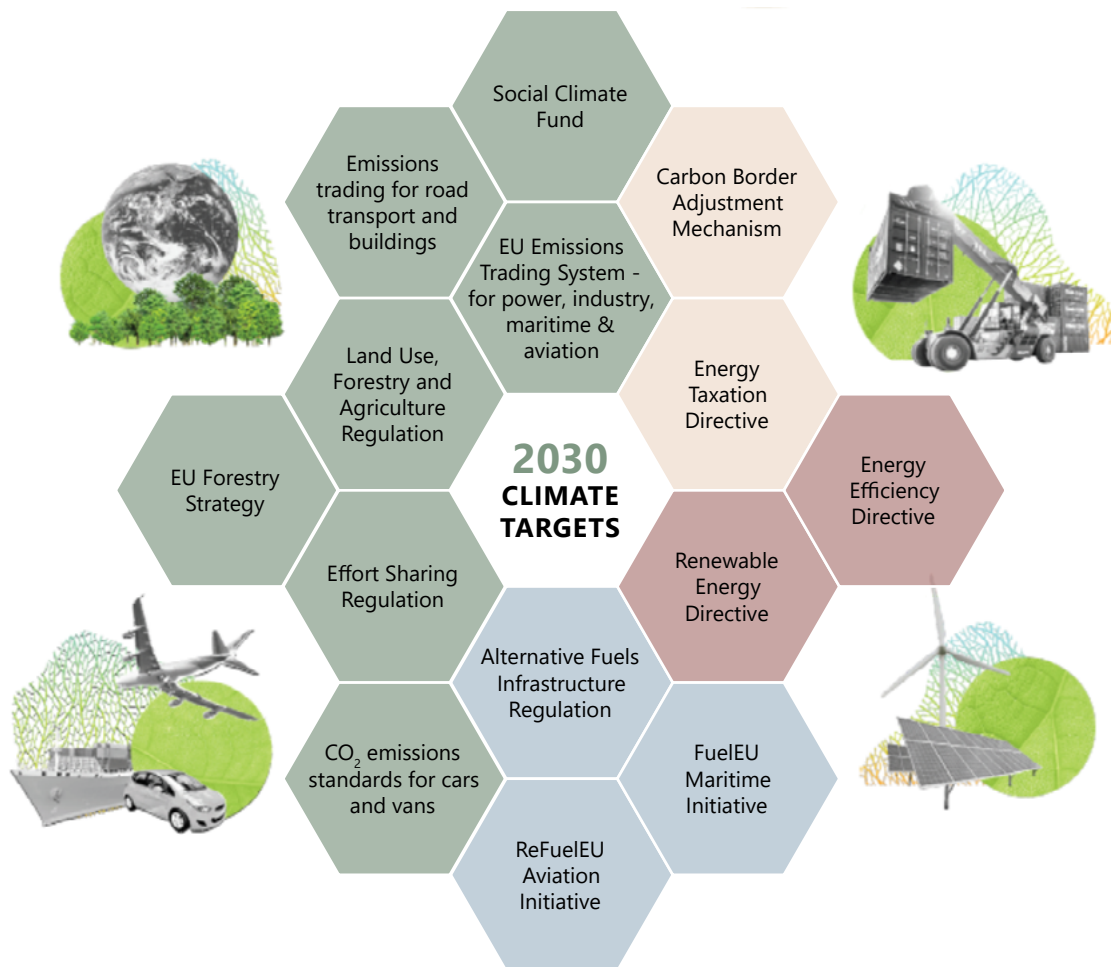 Social Climate
Fund
Emissions
trading for road
transport and
buildings
Carbon Border
Adjustment
Mechanism
EU Emissions
Trading System -
for power, industry,
maritime &
aviation
Land Use,
Forestry and
Agriculture
Regulation
Energy
Taxation
Directive
EU Forestry
Strategy
2030
CLIMATE
TARGETS
Energy
Efficiency
Directive
Effort Sharing
Regulation
Renewable
Energy
Directive
Alternative Fuels
Infrastructure
Regulation
CO₂ emissions
standards for cars
and vans
FuelEU
Maritime
Initiative
ReFuelEU
Aviation
Initiative